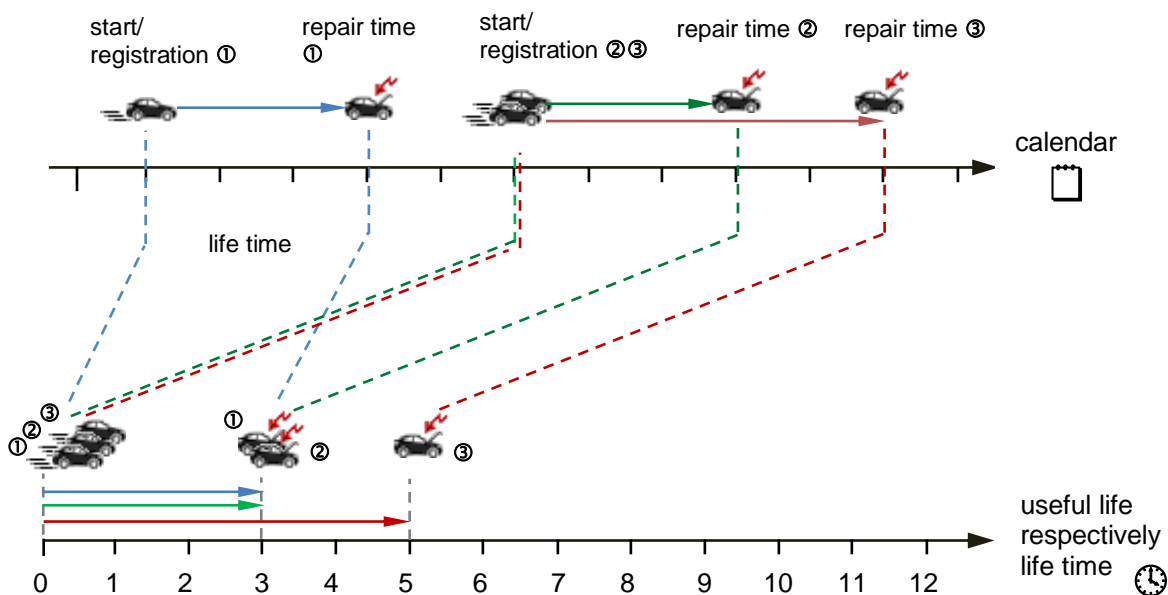 start/
registration ①
repair time
①
start/
registration ②③
repair time ②
repair time ③
calendar
life time
① ② ③
①
②
③
useful life
respectively
life time
0 1 2 3 4 5 6 7 8 9 10 11 12